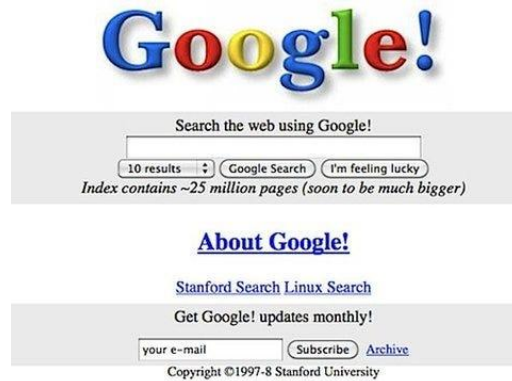 Google!
Search the web using Google!
10 results Google Search I'm feeling lucky
Index contains ~25 million pages (soon to be much bigger)
About Google!
Stanford Search Linux Search
Get Google! updates monthly!
your e-mail Subscribe Archive
Copyright ©1997-8 Stanford University